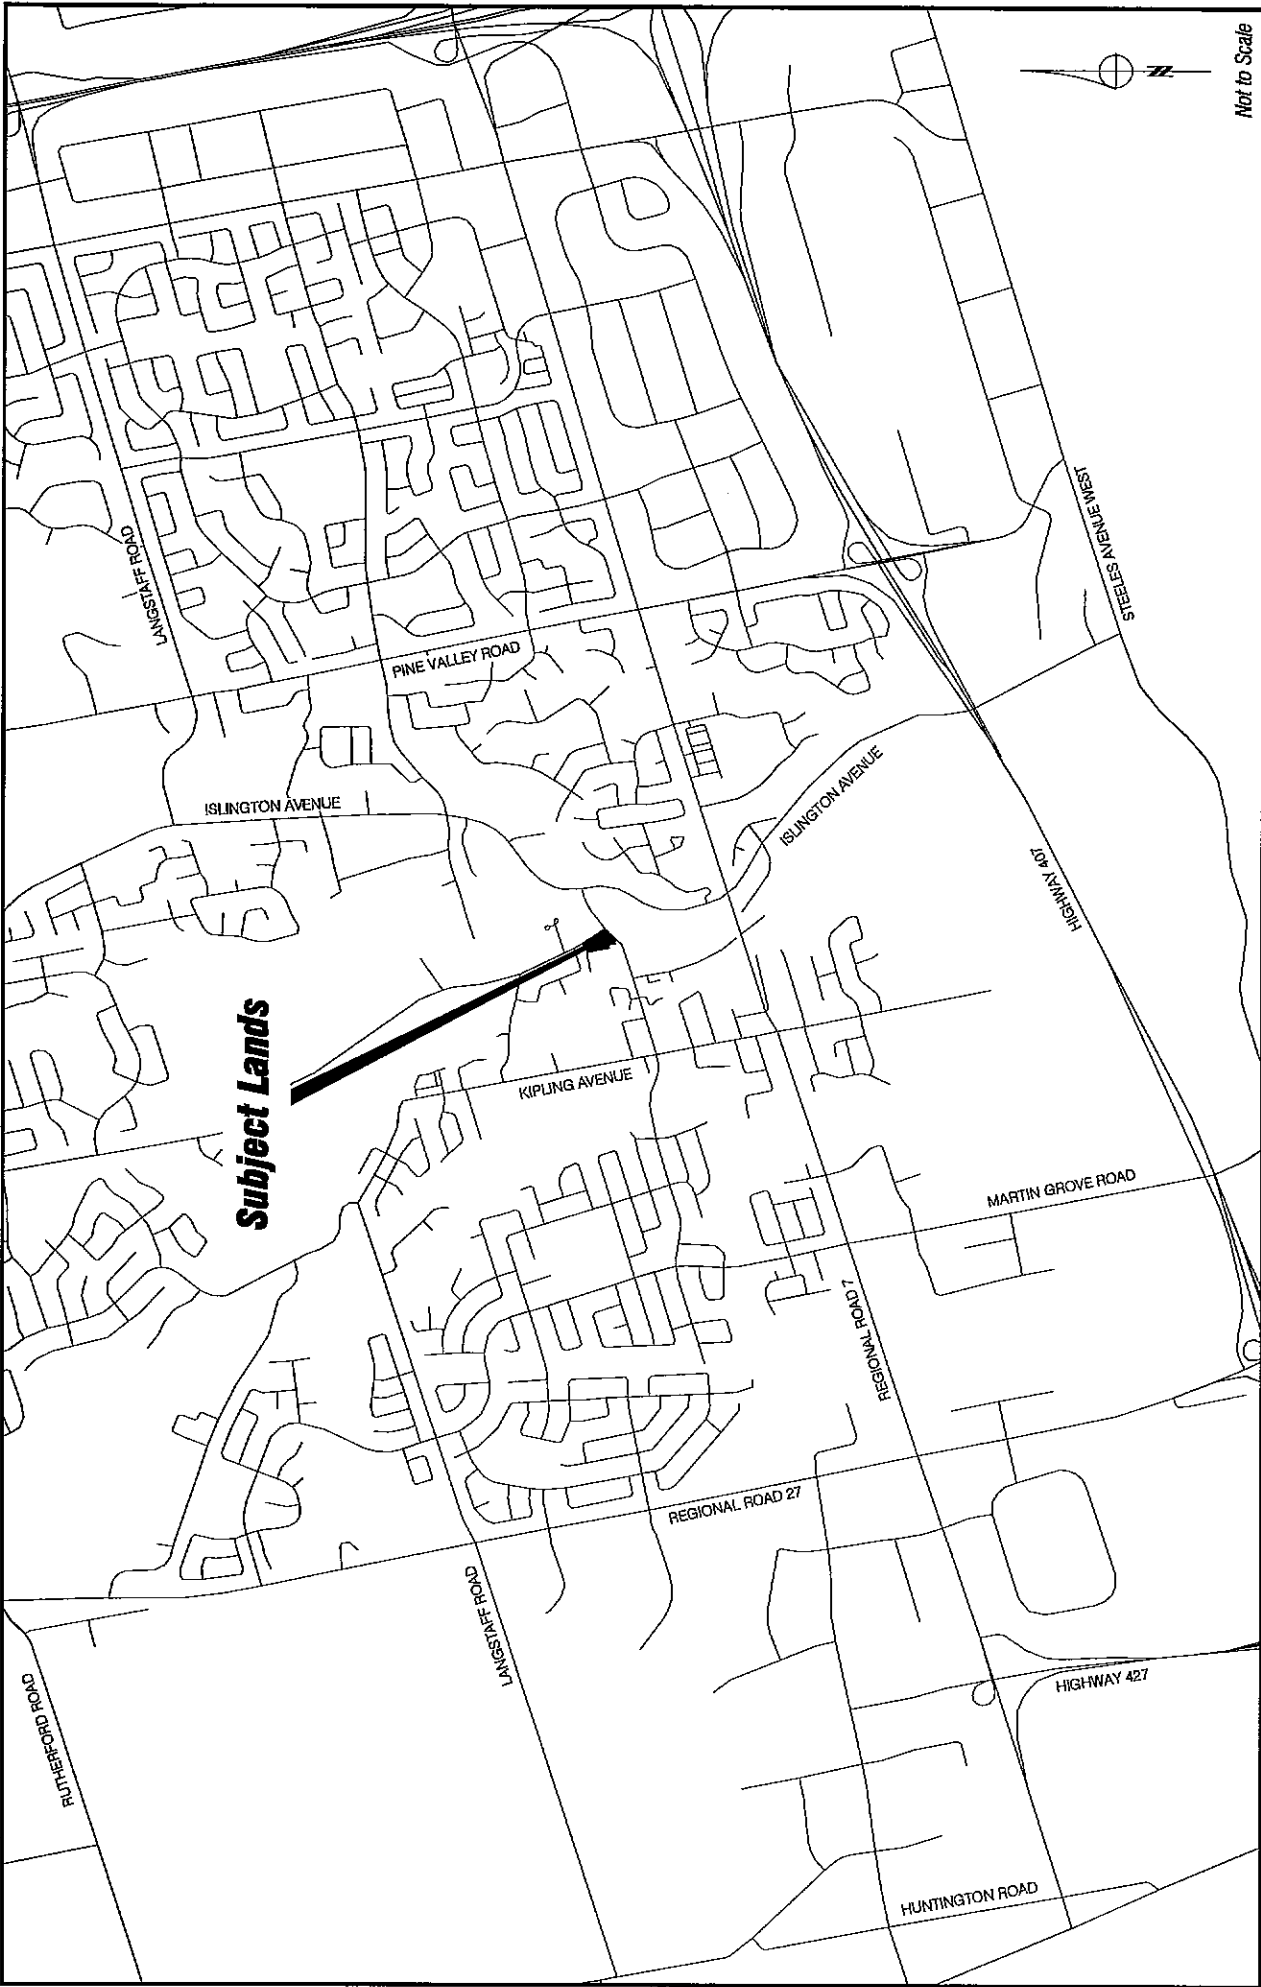 Not to Scale
LANGSTAFF ROAD
STEELES AVENUE WEST
PINE VALLEY ROAD
ISLINGTON AVENUE
ISLINGTON AVENUE
HIGHWAY 407
Subject Lands
KIPLING AVENUE
MARTIN GROVE ROAD
REGIONAL ROAD 7
REGIONAL ROAD 27
LANGSTAFF ROAD
RUTHERFORD ROAD
HIGHWAY 427
HUNTINGTON ROAD